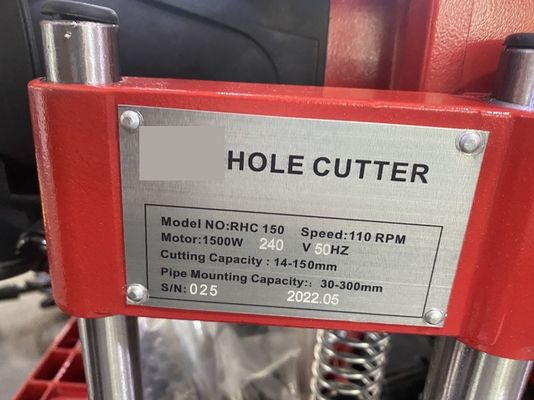 HOLE CUTTER
Model NO:RHC 150 Speed:110 RPM
Motor:1500W 240 V 50HZ
Cutting Capacity : 14-150mm
Pipe Mounting Capacity:: 30-300mm
S/N: 025 2022.05